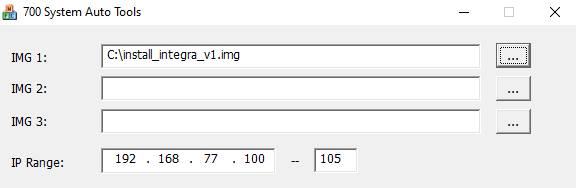 700 System Auto Tools
IMG 1: C:\install_integra_v1.img ...
IMG 2: ...
IMG 3: ...
IP Range: 192 . 168 . 77 . 100 -- 105